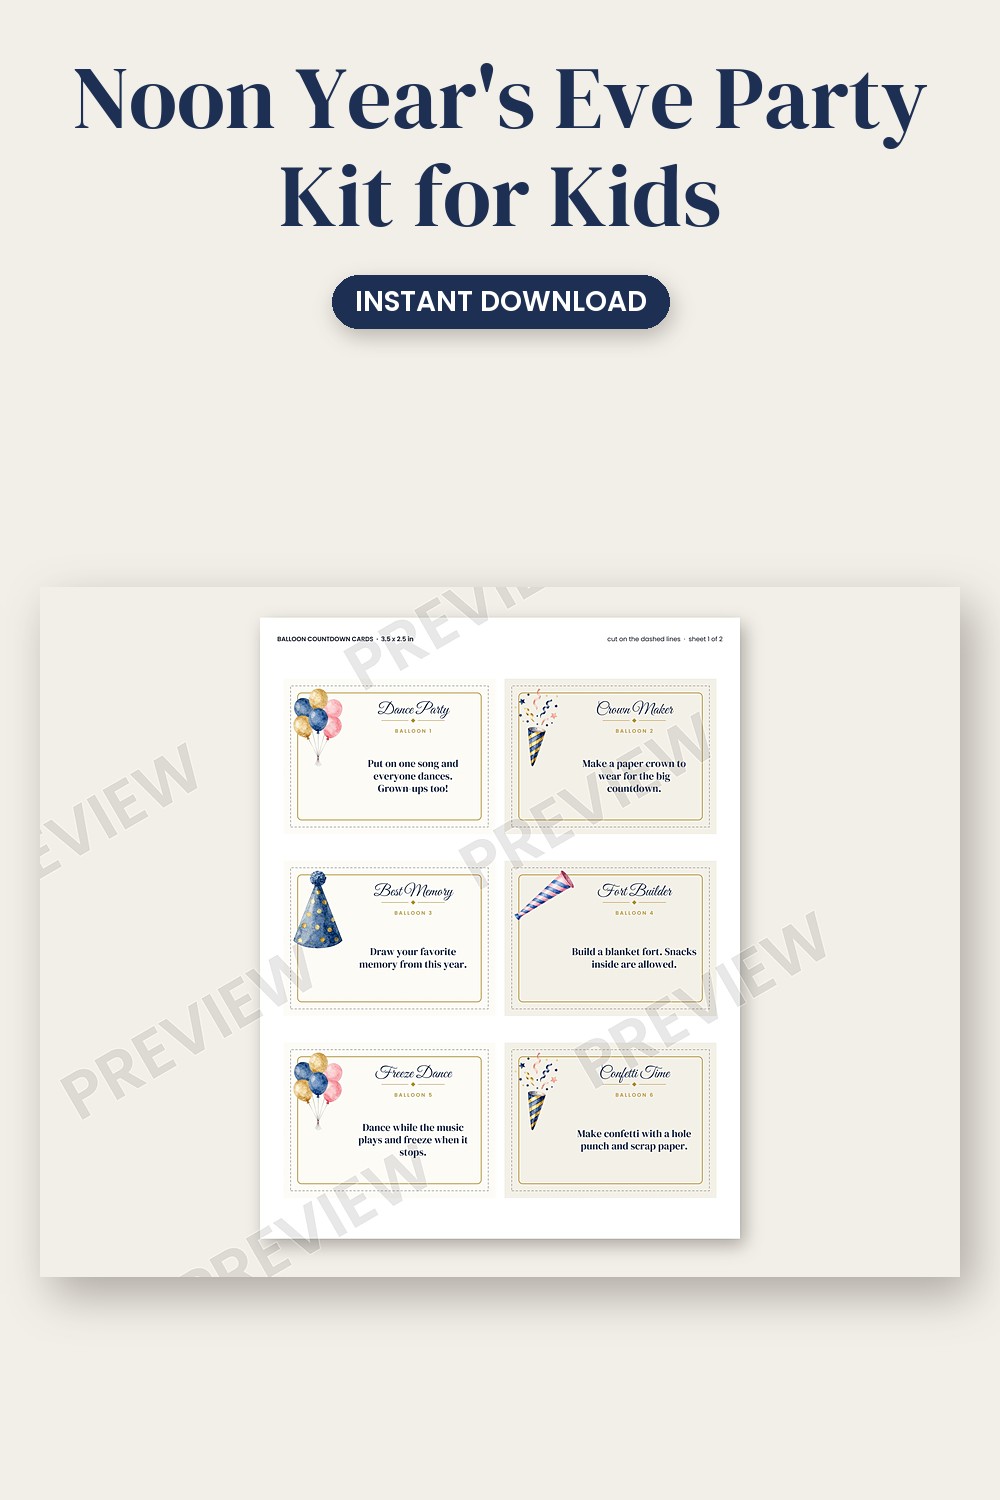 Noon Year's Eve Party
Kit for Kids
INSTANT DOWNLOAD
PREVIEW
BALLOON COUNTDOWN CARDS · 3.5 x 2.5 in
cut on the dashed lines · sheet 1 of 2
Dance Party
BALLOON 1
Put on one song and
everyone dances.
Grown-ups too!
Crown Maker
BALLOON 2
Make a paper crown to
wear for the big
countdown.
PREVIEW
PREVIEW
Best Memory
BALLOON 3
Draw your favorite
memory from this year.
Fort Builder
BALLOON 4
Build a blanket fort. Snacks
inside are allowed.
PREVIEW
PREVIEW
Freeze Dance
BALLOON 5
Dance while the music
plays and freeze when it
stops.
Confetti Time
BALLOON 6
Make confetti with a hole
punch and scrap paper.
PREVIEW